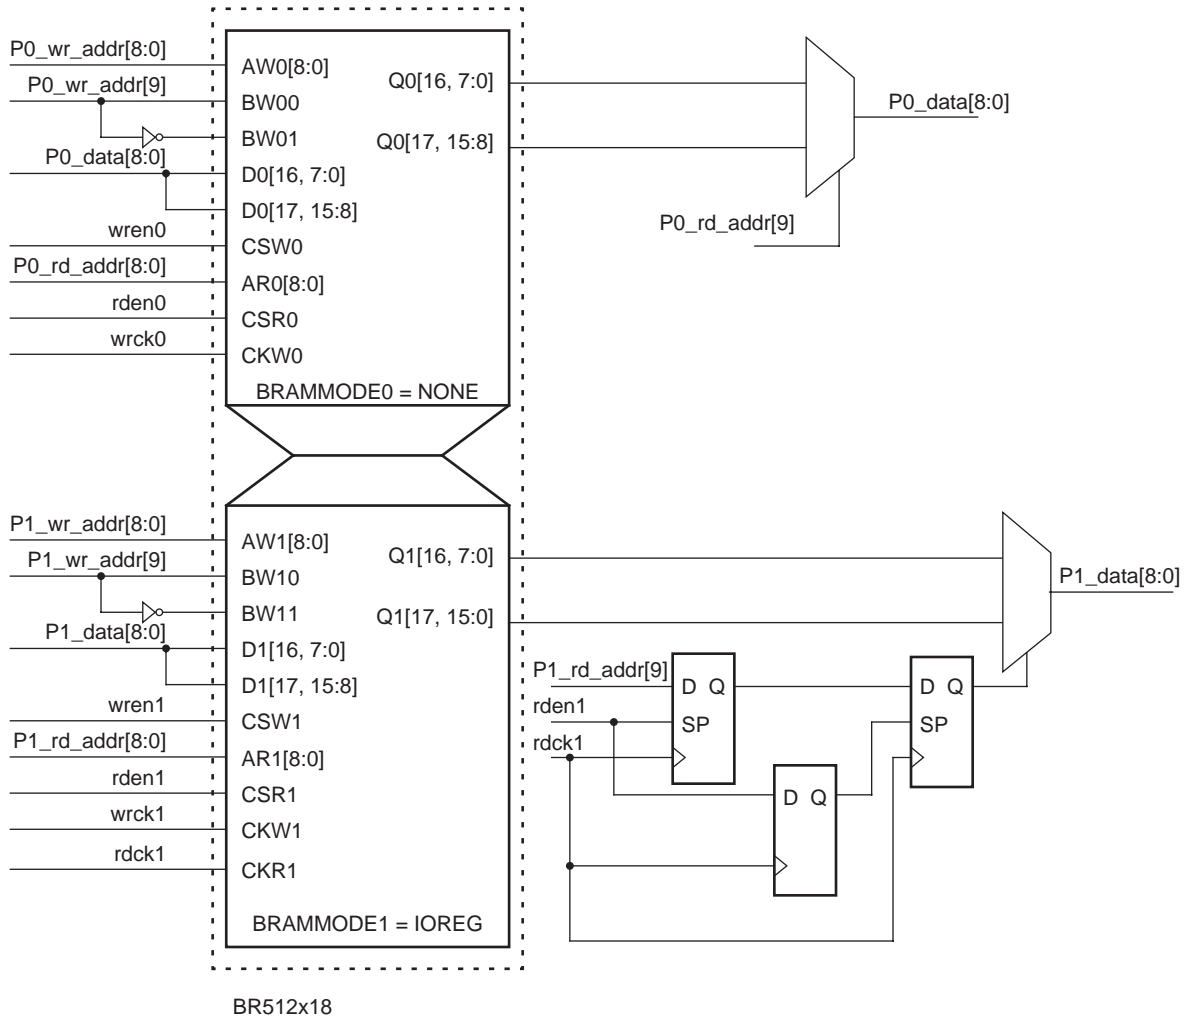 P0_wr_addr[8:0]
AW0[8:0]
Q0[16, 7:0]
P0_wr_addr[9]
BW00
P0_data[8:0]
BW01
Q0[17, 15:8]
P0_data[8:0]
D0[16, 7:0]
D0[17, 15:8]
P0_rd_addr[9]
wren0
CSW0
P0_rd_addr[8:0]
AR0[8:0]
rden0
CSR0
wrck0
CKW0
BRAMMODE0 = NONE
P1_wr_addr[8:0]
AW1[8:0]
Q1[16, 7:0]
P1_wr_addr[9]
BW10
P1_data[8:0]
BW11
Q1[17, 15:0]
P1_data[8:0]
D1[16, 7:0]
D1[17, 15:8]
P1_rd_addr[9]
D Q
D Q
wren1
CSW1
rden1
SP
SP
P1_rd_addr[8:0]
AR1[8:0]
rdck1
rden1
CSR1
D Q
wrck1
CKW1
rdck1
CKR1
BRAMMODE1 = IOREG
BR512x18